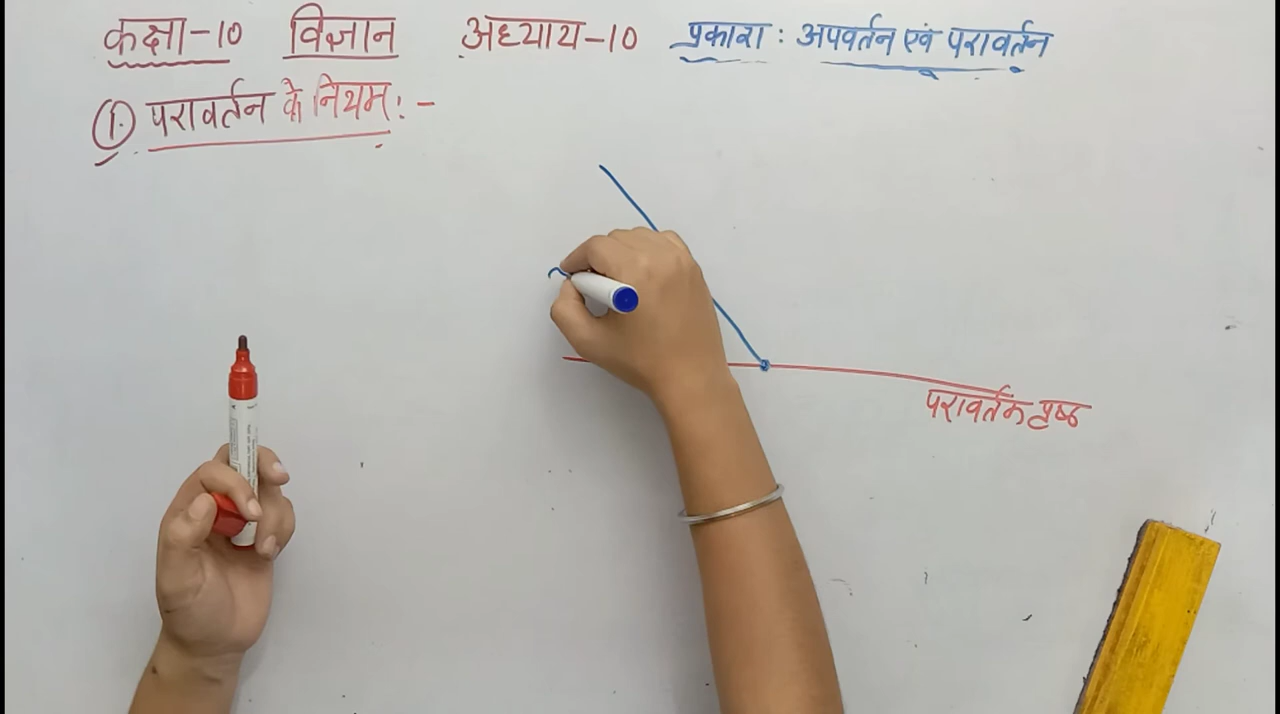 कक्षा-10 विज्ञान अध्याय-10 प्रकाश : अपवर्तन एवं परावर्तन
① परावर्तन के नियम :-
परावर्तक पृष्ठ